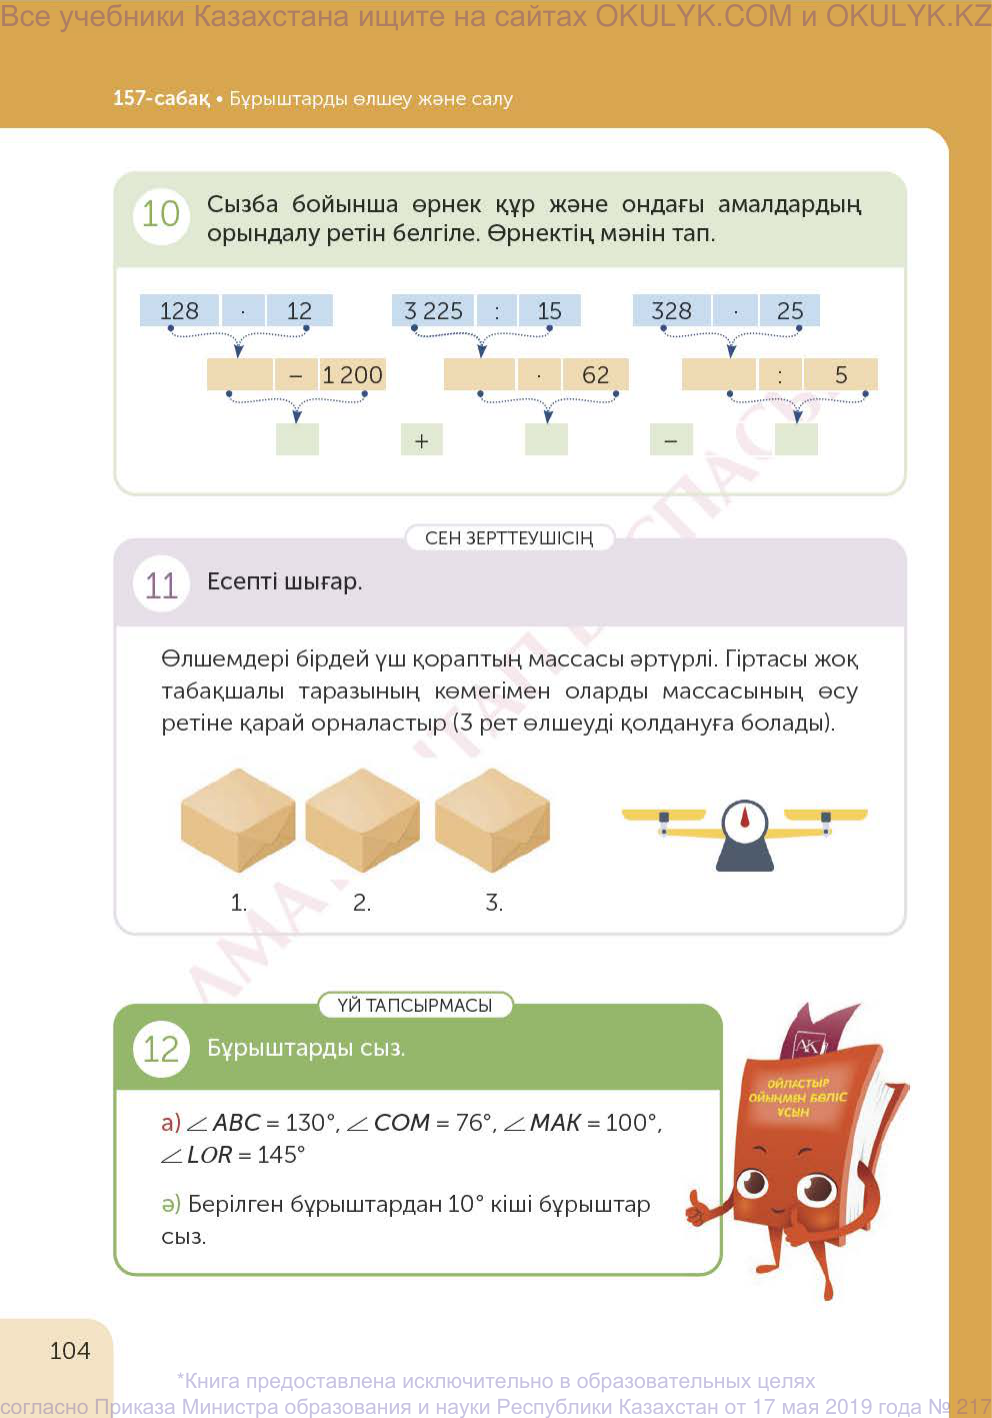 Все учебники Казахстана ищите на сайтах OKULYK.COM и OKULYK.KZ
157-сабақ • Бұрыштарды өлшеу және салу
10
Сызба бойынша өрнек құр және ондағы амалдардың
орындалу ретін белгіле. Өрнектің мәнін тап.
128 · 12 3 225 : 15 328 · 25
– 1 200 · 62 : 5
+ –
СЕН ЗЕРТТЕУШІСІҢ
11
Есепті шығар.
Өлшемдері бірдей үш қораптың массасы әртүрлі. Гіртасы жоқ
табақшалы таразының көмегімен оларды массасының өсу
ретіне қарай орналастыр (3 рет өлшеуді қолдануға болады).
1. 2. 3.
ҮЙ ТАПСЫРМАСЫ
12
Бұрыштарды сыз.
а) ∠ ABC = 130°, ∠ COM = 76°, ∠ MAK = 100°,
∠ LOR = 145°
ә) Берілген бұрыштардан 10° кіші бұрыштар
сыз.
АК
ОЙЛАСТЫР
ОЙЫҢМЕН БӨЛІС
ҰСЫН
104
*Книга предоставлена исключительно в образовательных целях
согласно Приказа Министра образования и науки Республики Казахстан от 17 мая 2019 года № 217